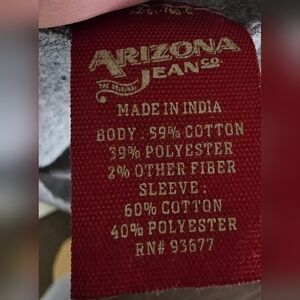 ARIZONA
JEAN CO
THE ORIGINAL
MADE IN INDIA
BODY : 59% COTTON
39% POLYESTER
2% OTHER FIBER
SLEEVE :
60% COTTON
40% POLYESTER
RN# 93677